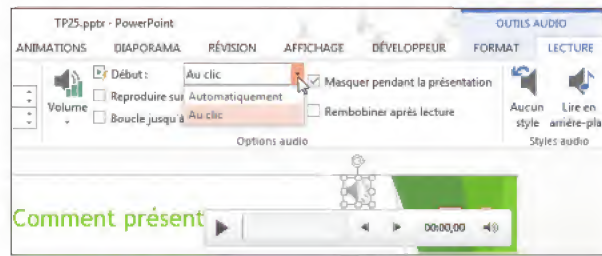 TP25.pptx - PowerPoint
OUTILS AUDIO
ANIMATIONS DIAPORAMA RÉVISION AFFICHAGE DÉVELOPPEUR FORMAT LECTURE
Début : Au clic Masquer pendant la présentation
Volume Reproduire sur Automatiquement Aucun Lire en
Boucle jusqu'à Au clic Rembobiner après lecture style arrière-pla
Options audio Styles audio
Comment présent
00:00,00